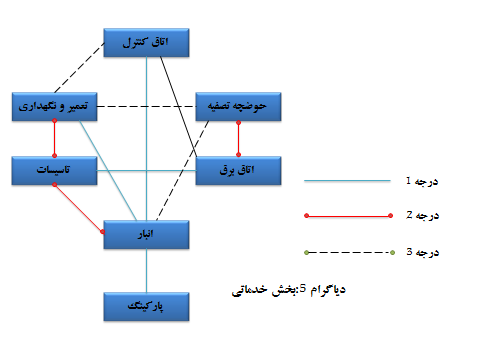 اتاق کنترل
تعمیر و نگهداری
حوضچه تصفیه
تاسیسات
اتاق برق
انبار
پارکینگ
درجه 1
درجه 2
درجه 3
دیاگرام 5:بخش خدماتی